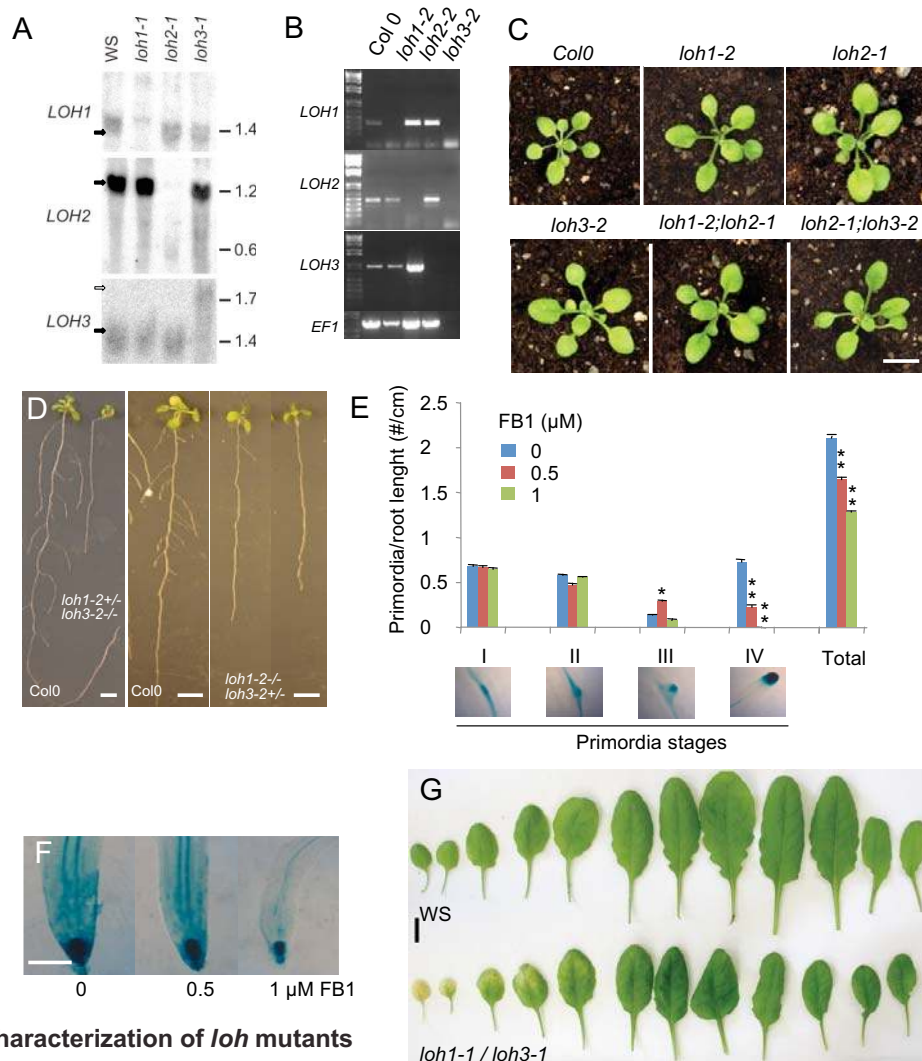 A
WS
loh1-1
loh2-1
loh3-1
LOH1
1.4
LOH2
1.2
0.6
LOH3
1.7
1.4
B
Col 0
loh1-2
loh2-2
loh3-2
LOH1
LOH2
LOH3
EF1
C
Col0 loh1-2 loh2-1
loh3-2 loh1-2;loh2-1 loh2-1;loh3-2
D
loh1-2+/-
loh3-2-/-
Col0
Col0
loh1-2-/-
loh3-2+/-
E
Primordia/root lenght (#/cm)
2.5
2
1.5
1
0.5
0
FB1 (µM)
0
0.5
1
*
**
**
**
**
I II III IV Total
Primordia stages
F
0 0.5 1 µM FB1
G
WS
loh1-1 / loh3-1
haracterization of loh mutants